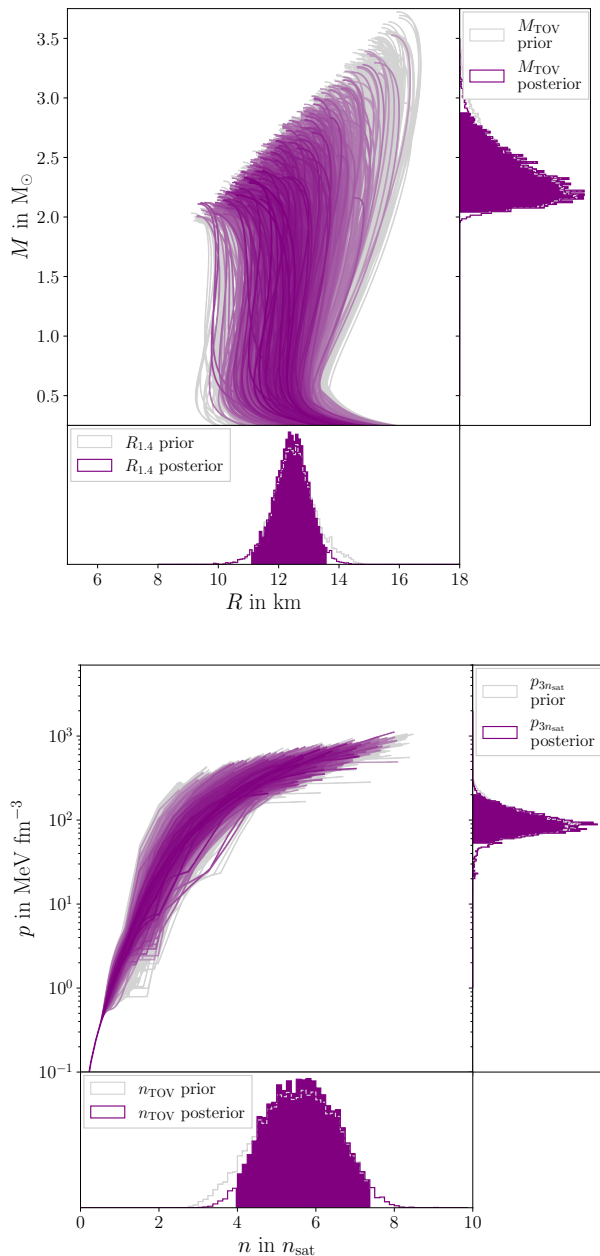 3.5
3.0
2.5
2.0
1.5
1.0
0.5
M in M⊙
M_TOV
prior
M_TOV
posterior
R_1.4 prior
R_1.4 posterior
6 8 10 12 14 16 18
R in km
p_3n_sat
prior
p_3n_sat
posterior
10^3
10^2
10^1
10^0
10^−1
p in MeV fm^−3
n_TOV prior
n_TOV posterior
0 2 4 6 8 10
n in n_sat